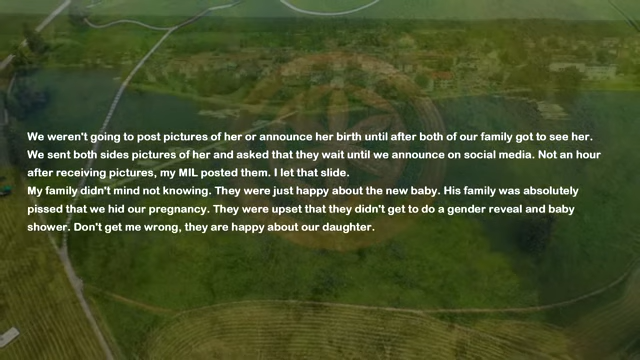 We weren't going to post pictures of her or announce her birth until after both of our family got to see her.
We sent both sides pictures of her and asked that they wait until we announce on social media. Not an hour
after receiving pictures, my MIL posted them. I let that slide.
My family didn't mind not knowing. They were just happy about the new baby. His family was absolutely
pissed that we hid our pregnancy. They were upset that they didn't get to do a gender reveal and baby
shower. Don't get me wrong, they are happy about our daughter.